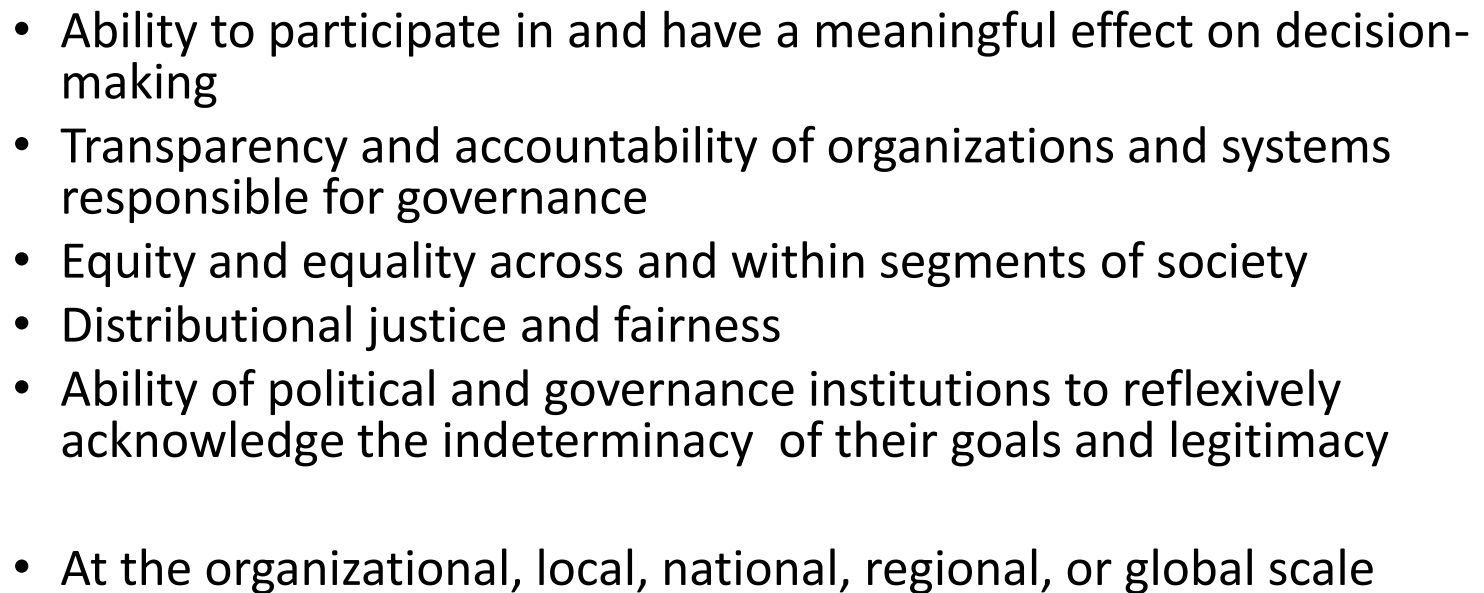 • Ability to participate in and have a meaningful effect on decision-
making
• Transparency and accountability of organizations and systems
responsible for governance
• Equity and equality across and within segments of society
• Distributional justice and fairness
• Ability of political and governance institutions to reflexively
acknowledge the indeterminacy  of their goals and legitimacy
• At the organizational, local, national, regional, or global scale